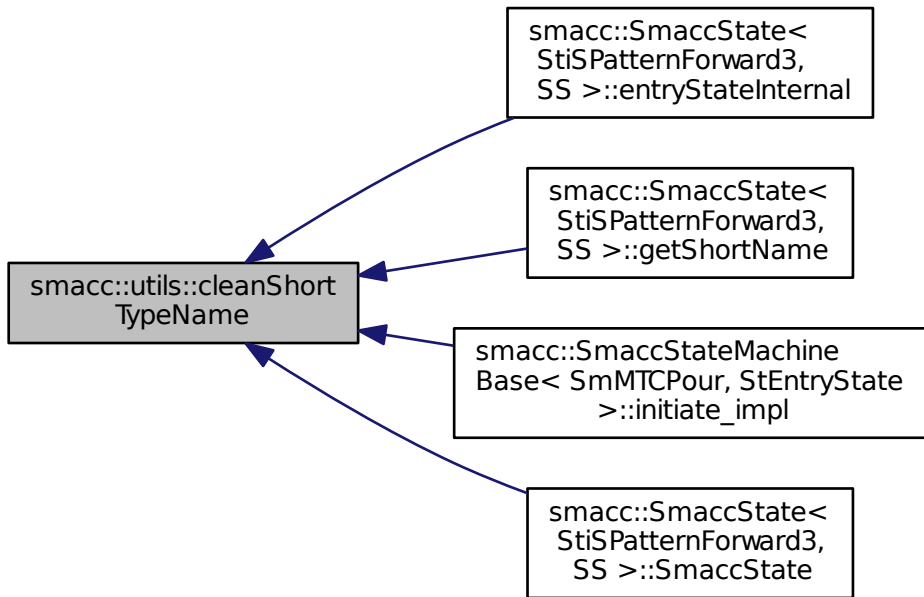 smacc::SmaccState<
StiSPatternForward3,
SS >::entryStateInternal
smacc::SmaccState<
StiSPatternForward3,
SS >::getShortName
smacc::utils::cleanShort
TypeName
smacc::SmaccStateMachine
Base< SmMTCPour, StEntryState
>::initiate_impl
smacc::SmaccState<
StiSPatternForward3,
SS >::SmaccState